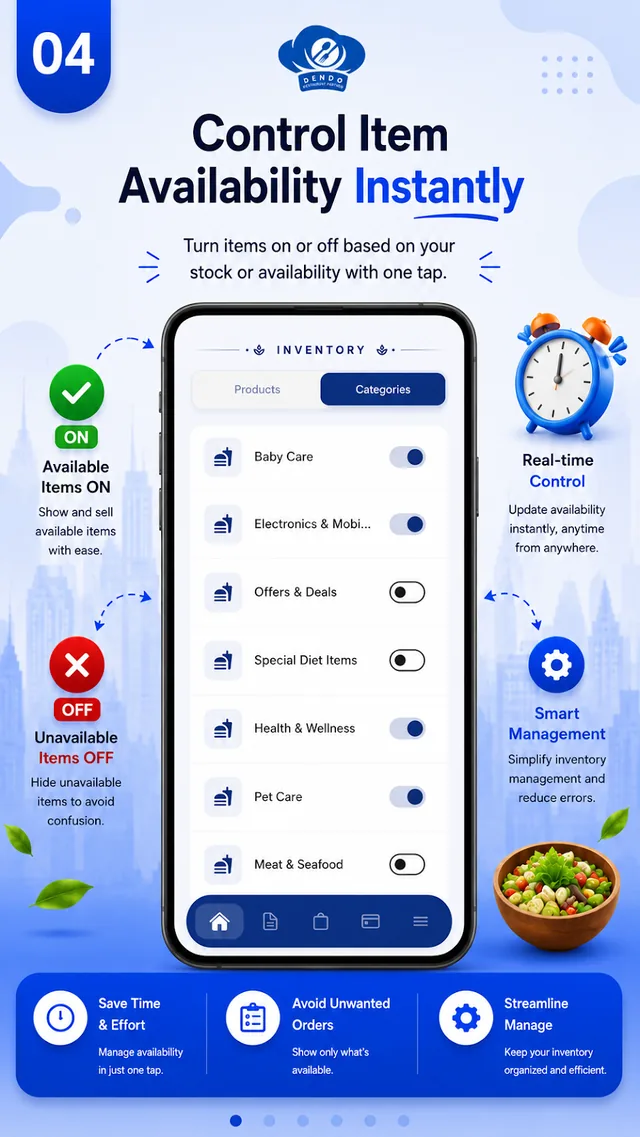 04
DENDO
RESTAURANT PARTNER
Control Item
Availability Instantly
Turn items on or off based on your
stock or availability with one tap.
INVENTORY
Products
Categories
Baby Care
Electronics & Mobi...
Offers & Deals
Special Diet Items
Health & Wellness
Pet Care
Meat & Seafood
ON
Available
Items ON
Show and sell
available items
with ease.
OFF
Unavailable
Items OFF
Hide unavailable
items to avoid
confusion.
Real-time
Control
Update availability
instantly, anytime
from anywhere.
Smart
Management
Simplify inventory
management and
reduce errors.
Save Time
& Effort
Manage availability
in just one tap.
Avoid Unwanted
Orders
Show only what's
available.
Streamline
Manage
Keep your inventory
organized and efficient.